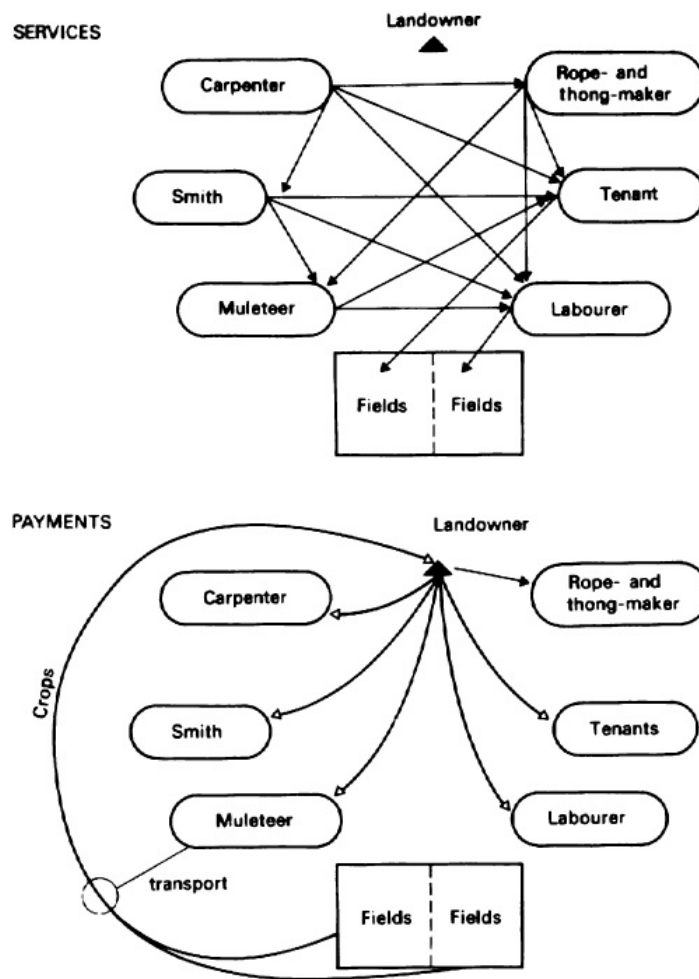 SERVICES
Landowner
Carpenter
Rope- and
thong-maker
Smith
Tenant
Muleteer
Labourer
Fields
Fields
PAYMENTS
Landowner
Carpenter
Rope- and
thong-maker
Crops
Smith
Tenants
Muleteer
Labourer
transport
Fields
Fields